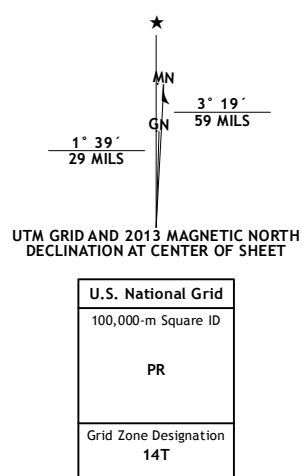 ★
MN
3° 19´
59 MILS
GN
1° 39´
29 MILS
UTM GRID AND 2013 MAGNETIC NORTH
DECLINATION AT CENTER OF SHEET
U.S. National Grid
100,000-m Square ID
PR
Grid Zone Designation
14T